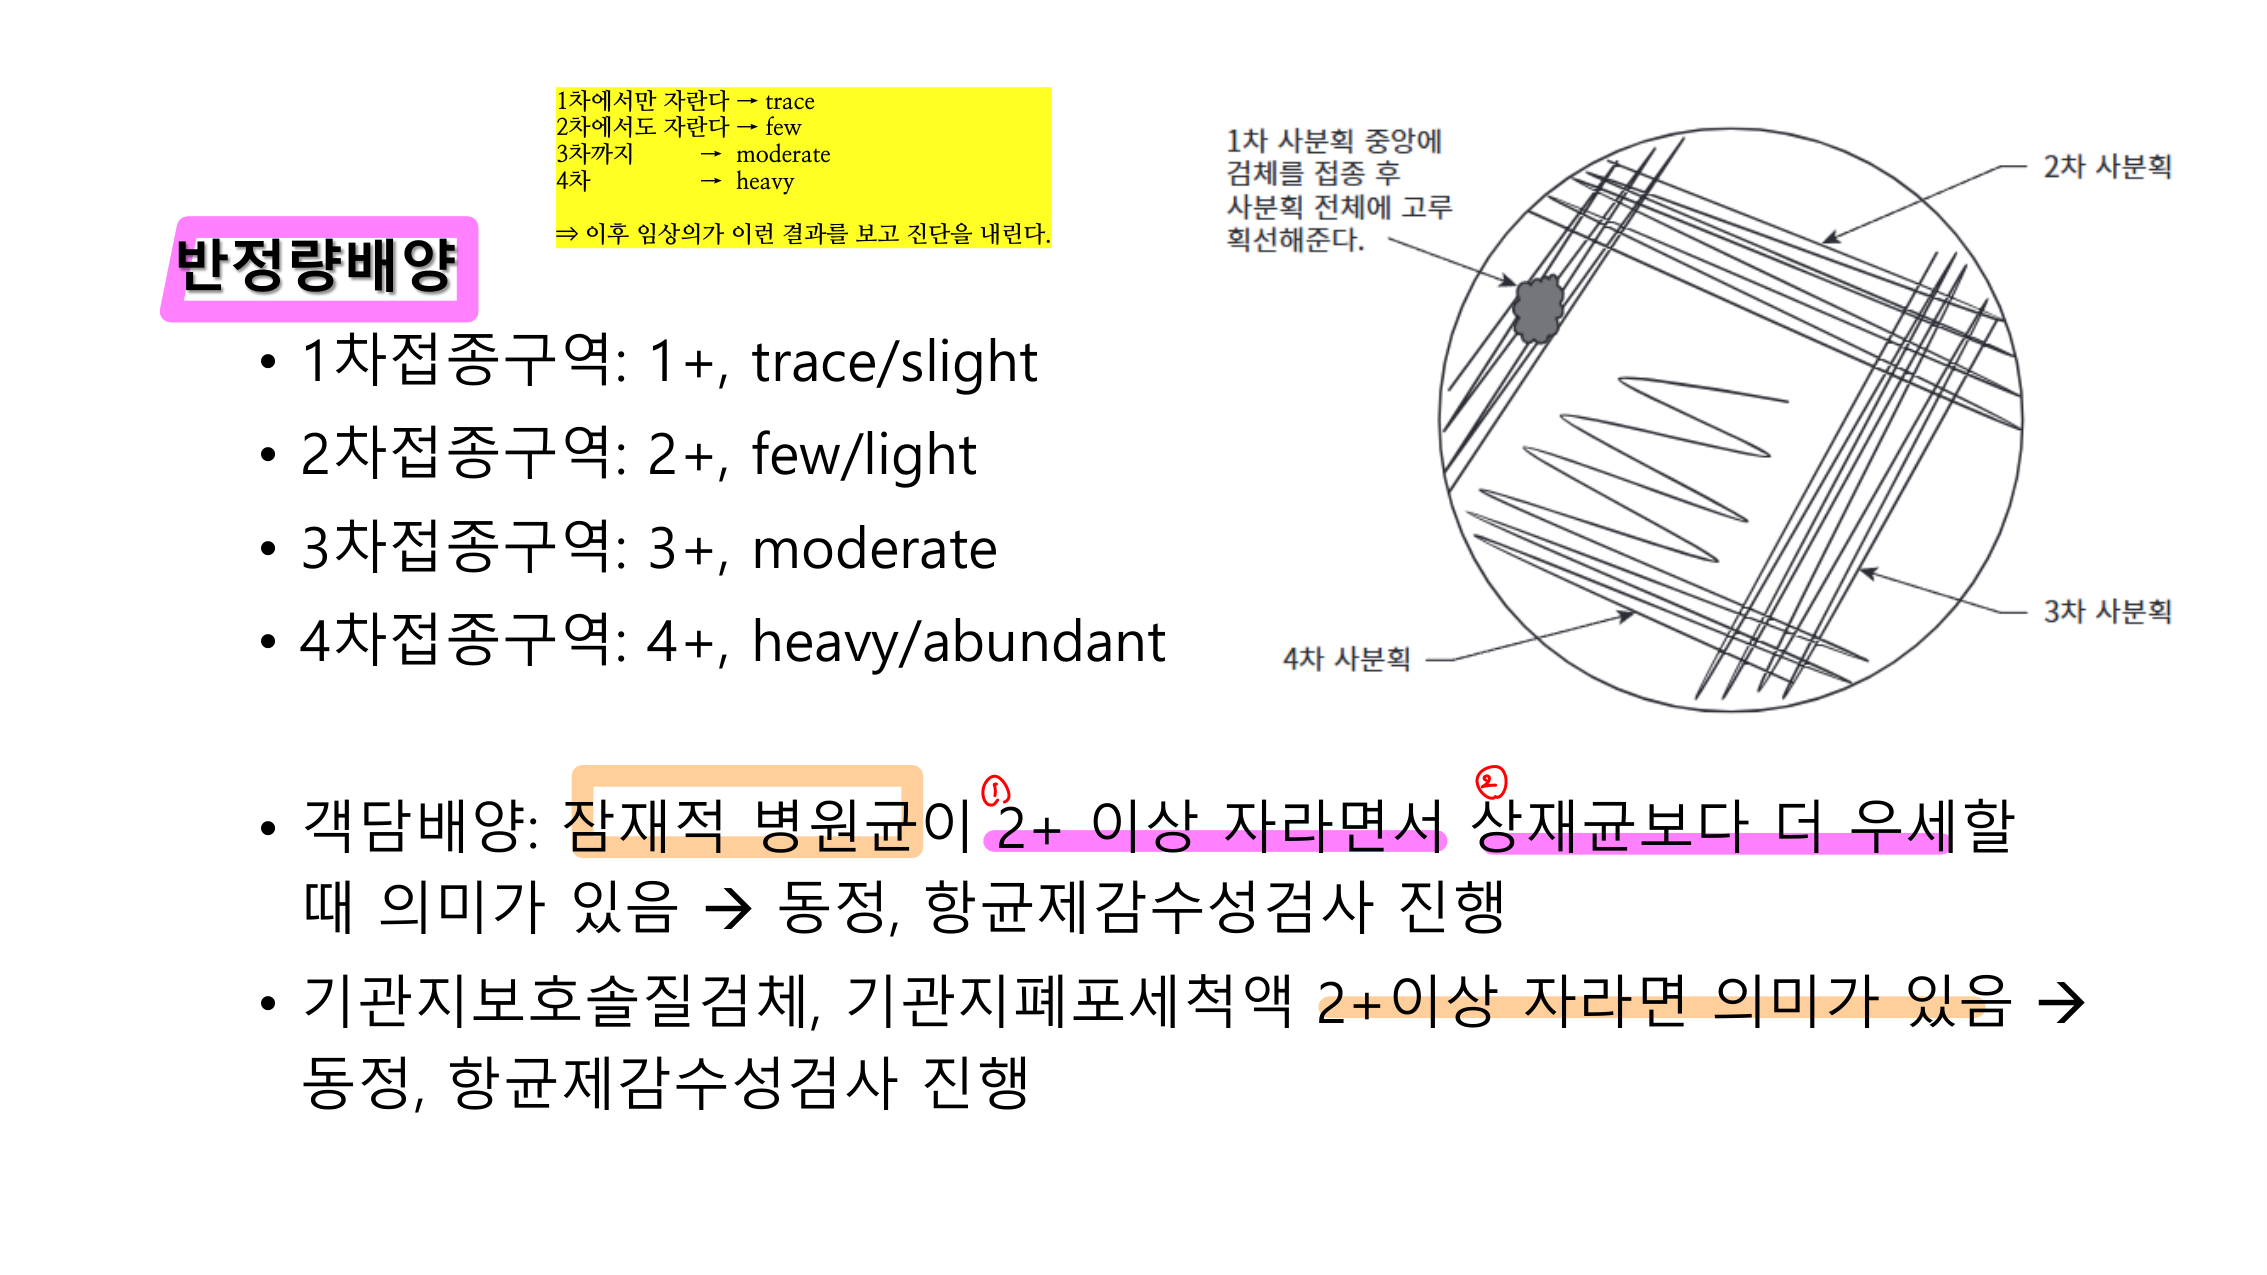 1차에서만 자란다 → trace
2차에서도 자란다 → few
3차까지 → moderate
4차 → heavy
⇒ 이후 임상의가 이런 결과를 보고 진단을 내린다.
반정량배양
• 1차접종구역: 1+, trace/slight
• 2차접종구역: 2+, few/light
• 3차접종구역: 3+, moderate
• 4차접종구역: 4+, heavy/abundant
1차 사분획 중앙에
검체를 접종 후
사분획 전체에 고루
획선해준다.
2차 사분획
3차 사분획
4차 사분획
① ②
• 객담배양: 잠재적 병원균이 2+ 이상 자라면서 상재균보다 더 우세할
때 의미가 있음 → 동정, 항균제감수성검사 진행
• 기관지보호솔질검체, 기관지폐포세척액 2+이상 자라면 의미가 있음 →
동정, 항균제감수성검사 진행